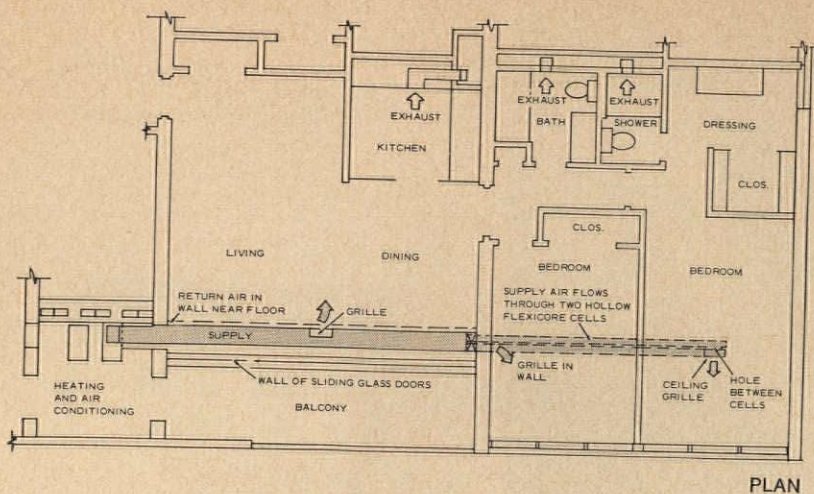 EXHAUST
KITCHEN
EXHAUST
BATH
EXHAUST
SHOWER
DRESSING
CLOS.
CLOS.
LIVING
DINING
BEDROOM
BEDROOM
RETURN AIR IN
WALL NEAR FLOOR
GRILLE
SUPPLY AIR FLOWS
THROUGH TWO HOLLOW
FLEXICORE CELLS
SUPPLY
HEATING
AND AIR
CONDITIONING
WALL OF SLIDING GLASS DOORS
BALCONY
GRILLE IN
WALL
CEILING
GRILLE
HOLE
BETWEEN
CELLS
PLAN